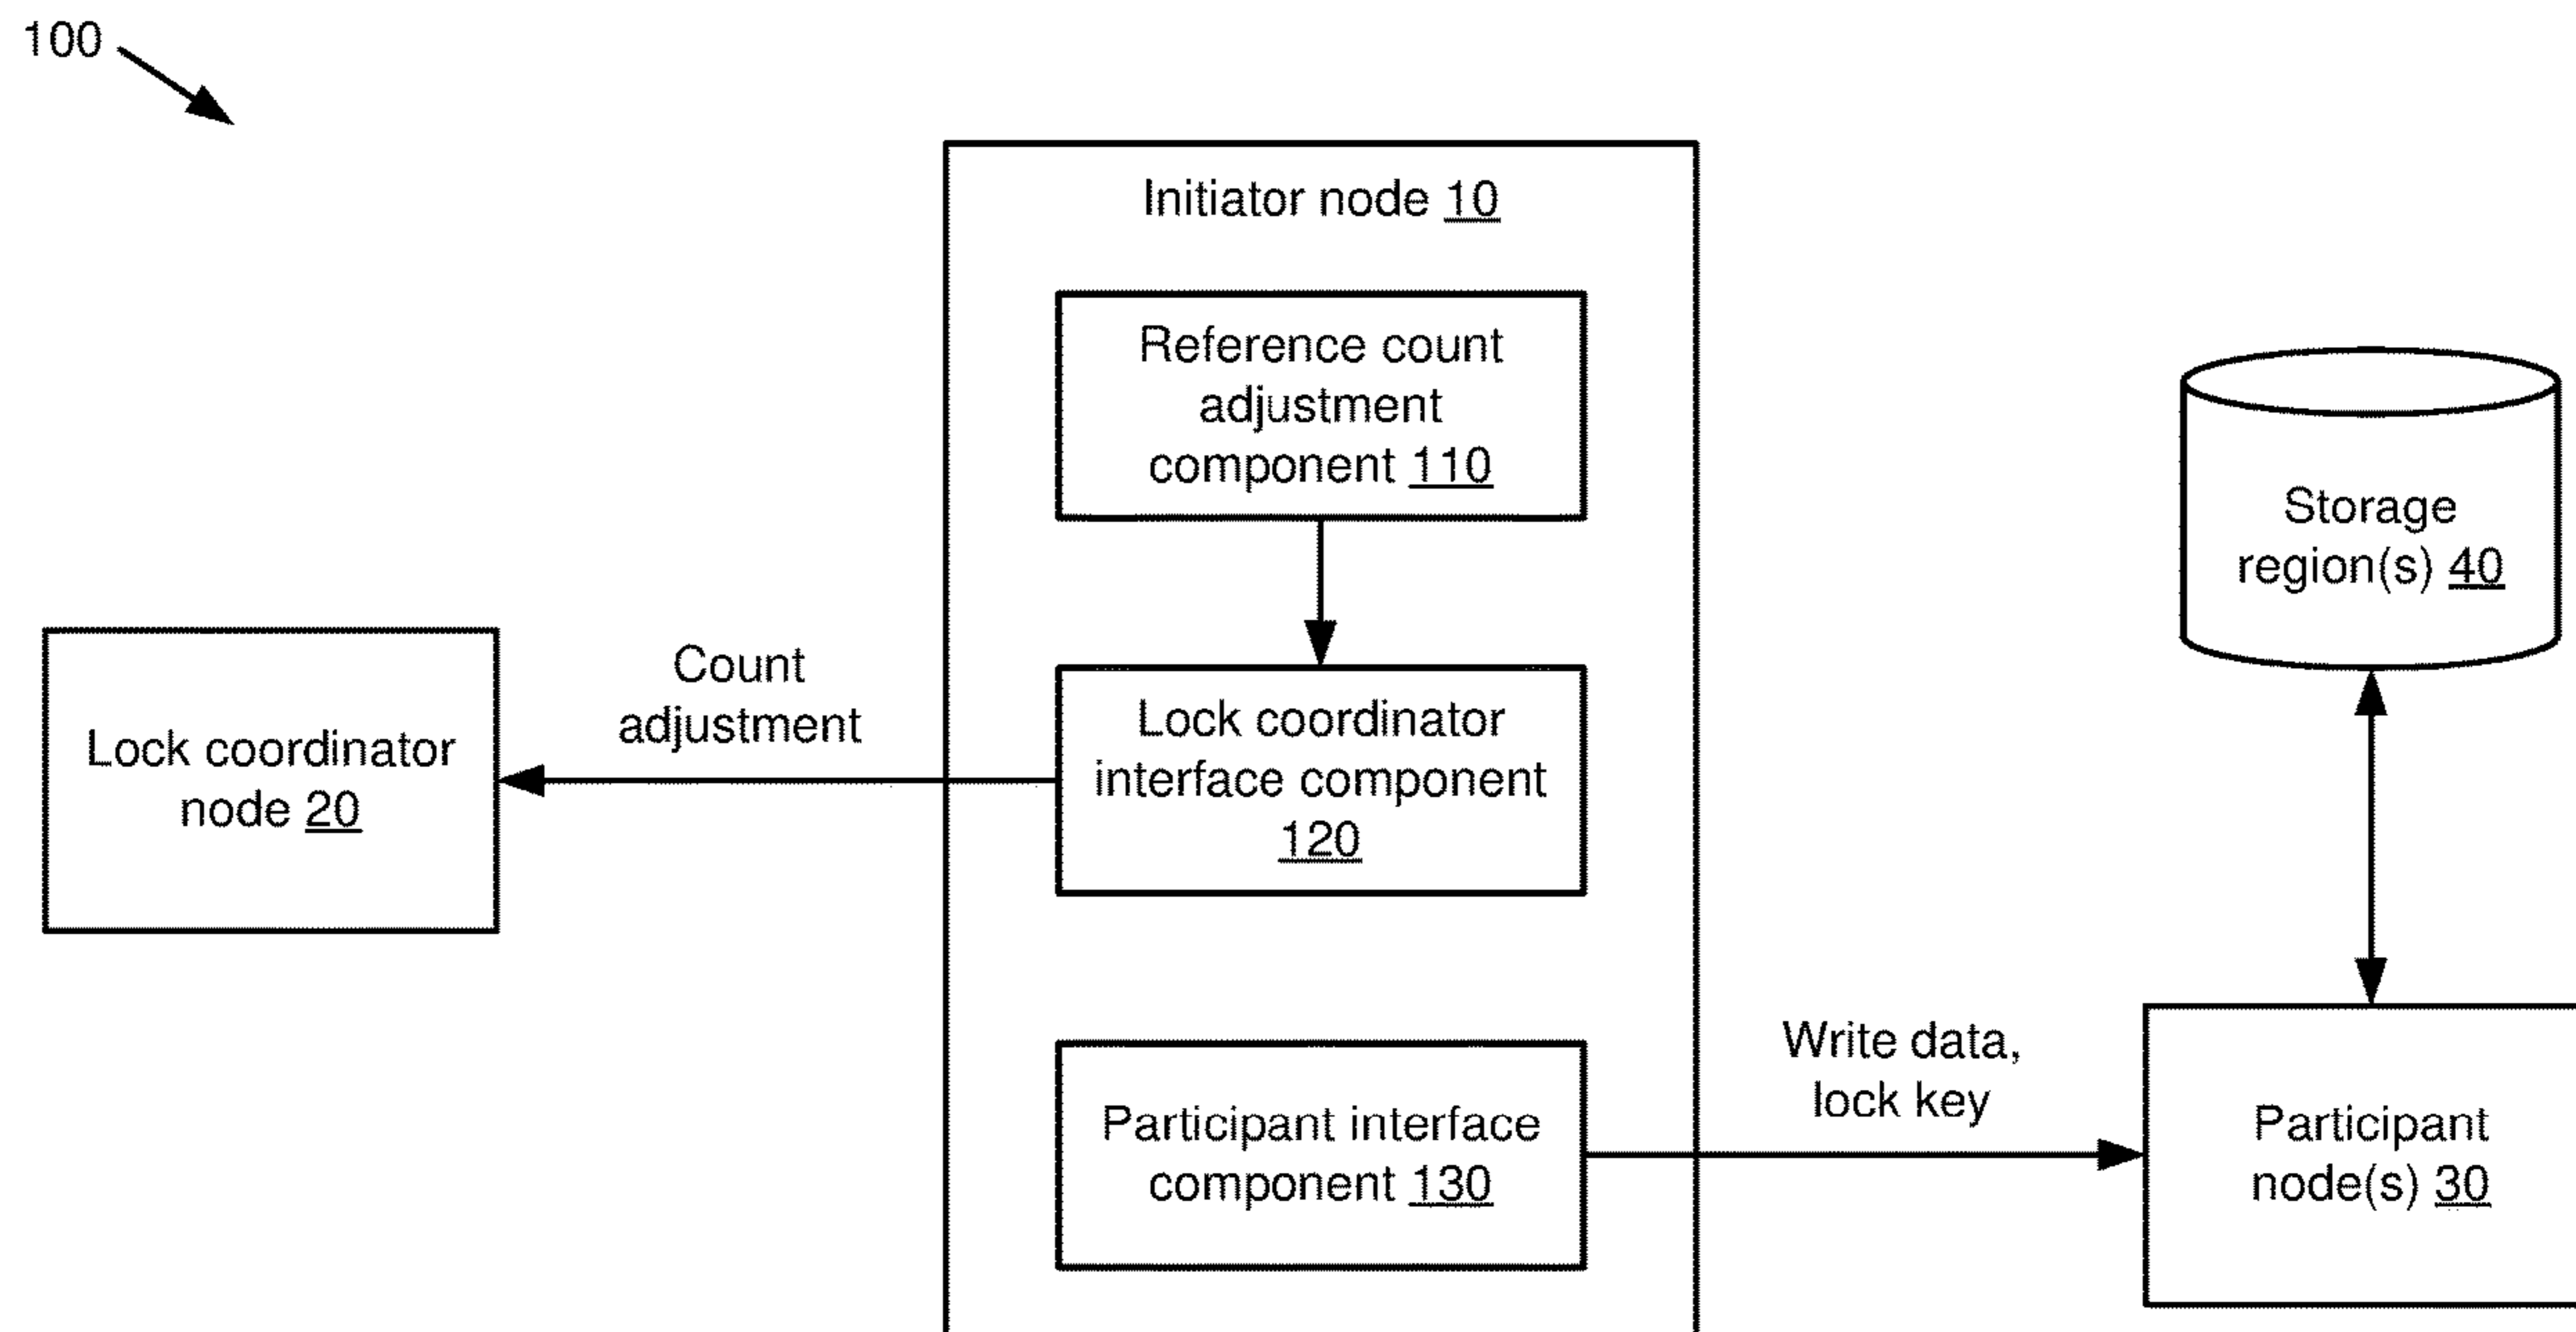 100
Initiator node 10
Reference count
adjustment
component 110
Storage
region(s) 40
Count
adjustment
Lock coordinator
node 20
Lock coordinator
interface component
120
Write data,
lock key
Participant interface
component 130
Participant
node(s) 30